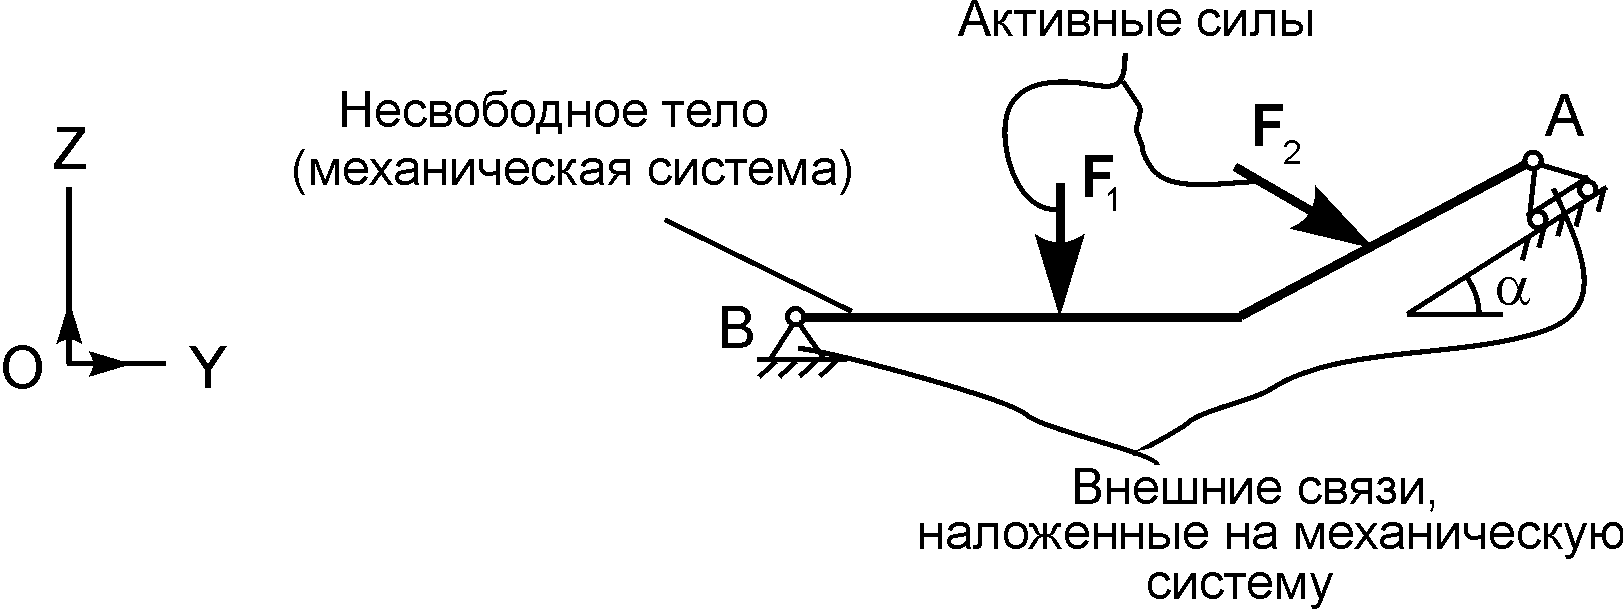 Активные силы
Несвободное тело
(механическая система)
A
F2
F1
Z
α
B
O
Y
Внешние связи,
наложенные на механическую
систему